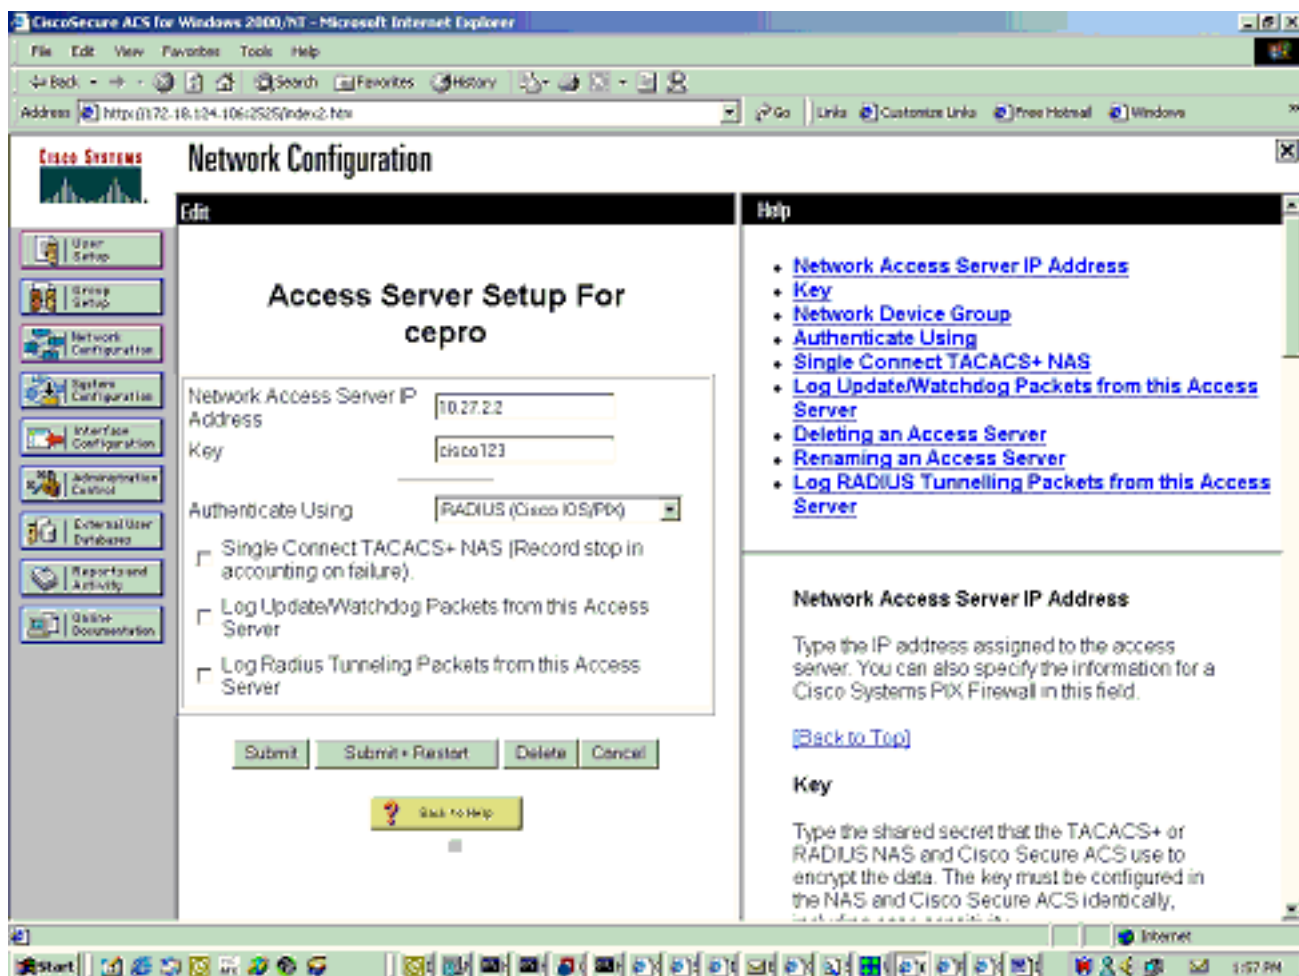 CiscoSecure ACS for Windows 2000/NT - Microsoft Internet Explorer
File Edit View Favorites Tools Help
Back Search Favorites History
Address http://172.18.124.106:2525/index2.htm Go Links Customize Links Free Hotmail Windows
CISCO SYSTEMS
Network Configuration
Edit
User Setup
Group Setup
Network Configuration
System Configuration
Interface Configuration
Administration Control
External User Databases
Reports and Activity
Online Documentation
Access Server Setup For
cepro
Network Access Server IP
Address
10.27.2.2
Key
cisco123
Authenticate Using
RADIUS (Cisco IOS/PIX)
Single Connect TACACS+ NAS (Record stop in
accounting on failure).
Log Update/Watchdog Packets from this Access
Server
Log Radius Tunneling Packets from this Access
Server
Submit Submit + Restart Delete Cancel
? Back to Help
Help
Network Access Server IP Address
Key
Network Device Group
Authenticate Using
Single Connect TACACS+ NAS
Log Update/Watchdog Packets from this Access
Server
Deleting an Access Server
Renaming an Access Server
Log RADIUS Tunnelling Packets from this Access
Server
Network Access Server IP Address
Type the IP address assigned to the access
server. You can also specify the information for a
Cisco Systems PIX Firewall in this field.
[Back to Top]
Key
Type the shared secret that the TACACS+ or
RADIUS NAS and Cisco Secure ACS use to
encrypt the data. The key must be configured in
the NAS and Cisco Secure ACS identically,
including case sensitivity.
Internet
Start
1:57 PM